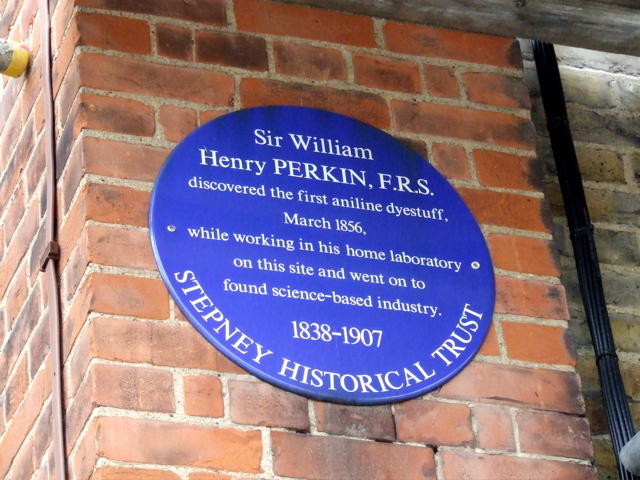 Sir William
Henry PERKIN, F.R.S.
discovered the first aniline dyestuff,
March 1856,
while working in his home laboratory
on this site and went on to
found science-based industry.
1838-1907
STEPNEY HISTORICAL TRUST